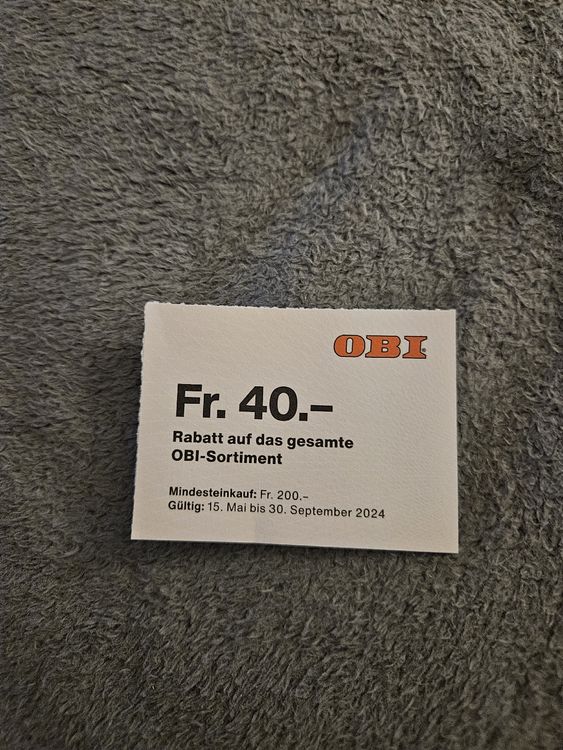 OBI
Fr. 40.–
Rabatt auf das gesamte
OBI-Sortiment
Mindesteinkauf: Fr. 200.–
Gültig: 15. Mai bis 30. September 2024